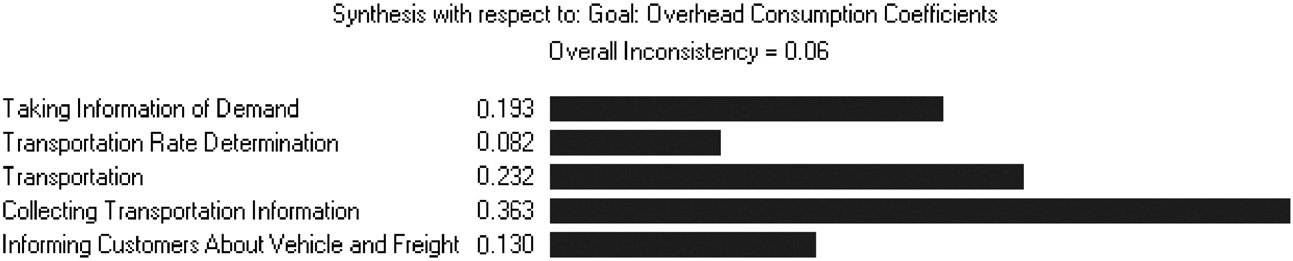 Synthesis with respect to: Goal: Overhead Consumption Coefficients
Overall Inconsistency = 0.06
Taking Information of Demand 0.193
Transportation Rate Determination 0.082
Transportation 0.232
Collecting Transportation Information 0.363
Informing Customers About Vehicle and Freight 0.130